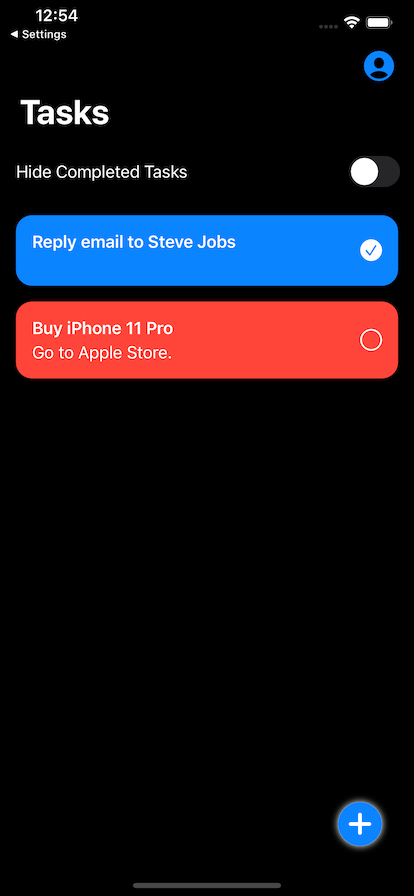 12:54
◀ Settings
Tasks
Hide Completed Tasks
Reply email to Steve Jobs
Buy iPhone 11 Pro
Go to Apple Store.